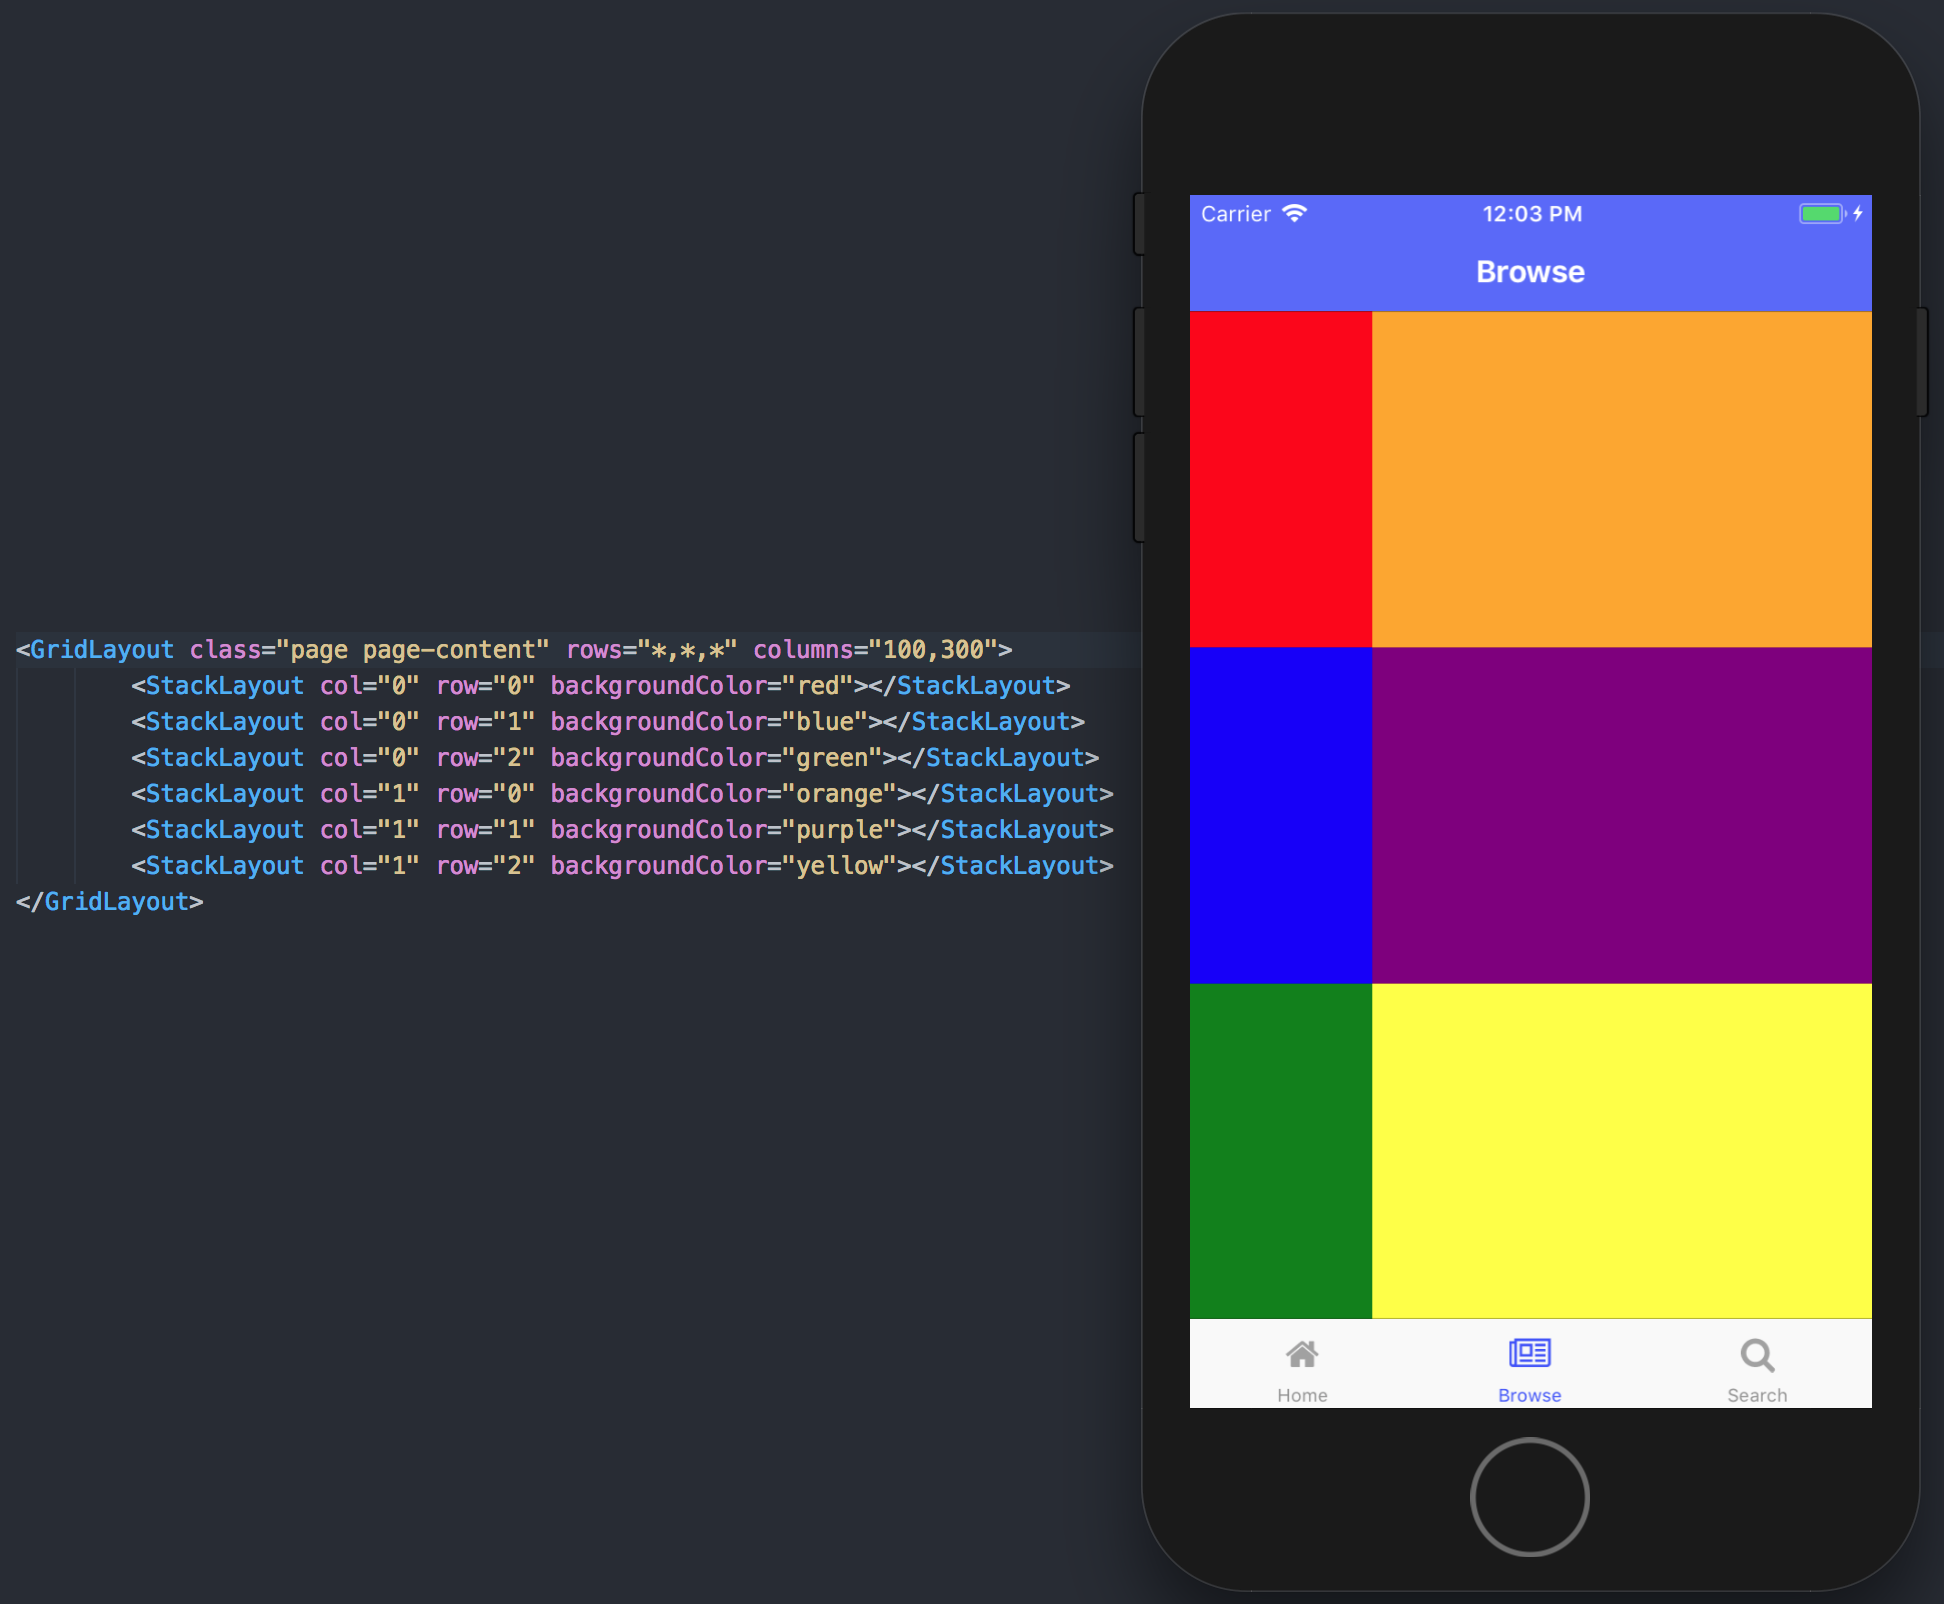 <GridLayout class="page page-content" rows="*,*,*" columns="100,300">
<StackLayout col="0" row="0" backgroundColor="red"></StackLayout>
<StackLayout col="0" row="1" backgroundColor="blue"></StackLayout>
<StackLayout col="0" row="2" backgroundColor="green"></StackLayout>
<StackLayout col="1" row="0" backgroundColor="orange"></StackLayout>
<StackLayout col="1" row="1" backgroundColor="purple"></StackLayout>
<StackLayout col="1" row="2" backgroundColor="yellow"></StackLayout>
</GridLayout>
Carrier 12:03 PM
Browse
Home Browse Search